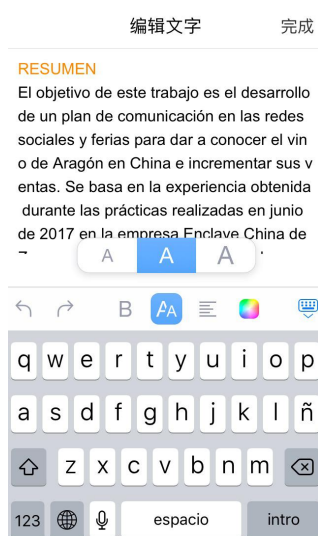 编辑文字
完成
RESUMEN
El objetivo de este trabajo es el desarrollo
de un plan de comunicación en las redes
sociales y ferias para dar a conocer el vin
o de Aragón en China e incrementar sus v
entas. Se basa en la experiencia obtenida
durante las prácticas realizadas en junio
de 2017 en la empresa Enclave China de
A A A
B AA
q w e r t y u i o p
a s d f g h j k l ñ
z x c v b n m
123 espacio intro